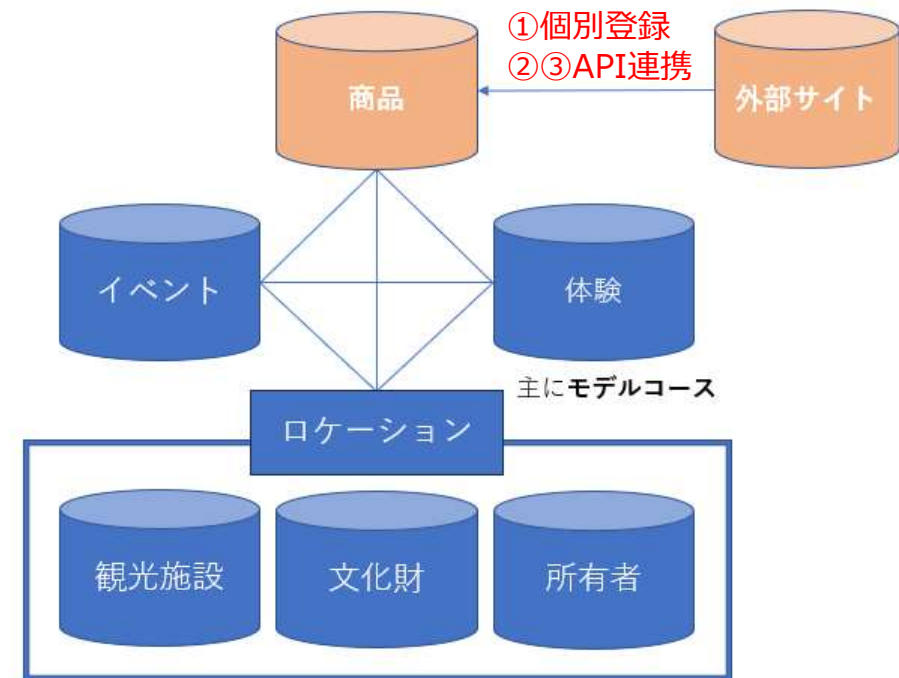 ①個別登録
②③API連携
商品
外部サイト
イベント
体験
主にモデルコース
ロケーション
観光施設
文化財
所有者